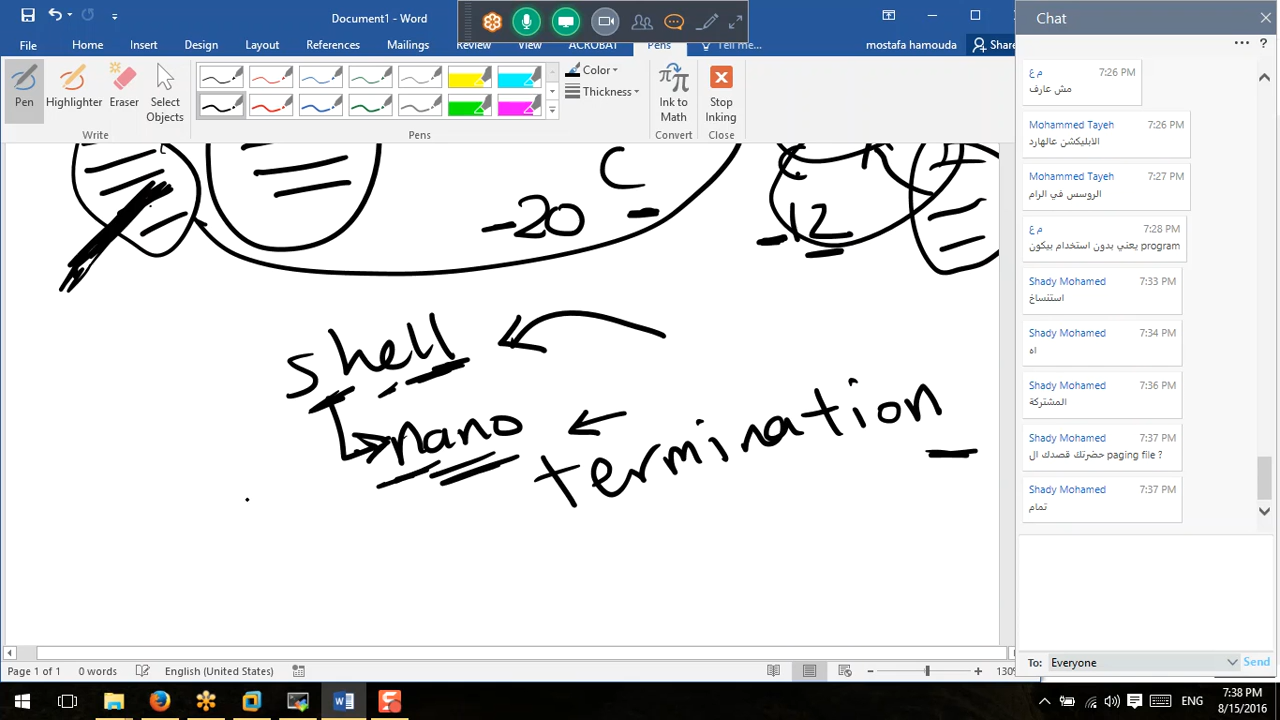 Document1 - Word
File
Home
Insert
Design
Layout
References
Mailings
Review
View
ACROBAT
Pens
Tell me...
mostafa hamouda
Share
Pen
Highlighter
Eraser
Select Objects
Write
Pens
Color
Thickness
Ink to Math
Convert
Stop Inking
Close
C
-20 -
-12
shell
nano
termination
Page 1 of 1
0 words
English (United States)
130%
Chat
م ع 7:26 PM
مش عارف
Mohammed Tayeh 7:26 PM
الابليكشن عالهارد
Mohammed Tayeh 7:27 PM
الروسس في الرام
م ع 7:28 PM
program يعني بدون استخدام بيكون
Shady Mohamed 7:33 PM
استنساخ
Shady Mohamed 7:34 PM
اه
Shady Mohamed 7:36 PM
المشتركة
Shady Mohamed 7:37 PM
حضرتك قصدك ال paging file ?
Shady Mohamed 7:37 PM
تمام
To: Everyone Send
ENG
7:38 PM
8/15/2016